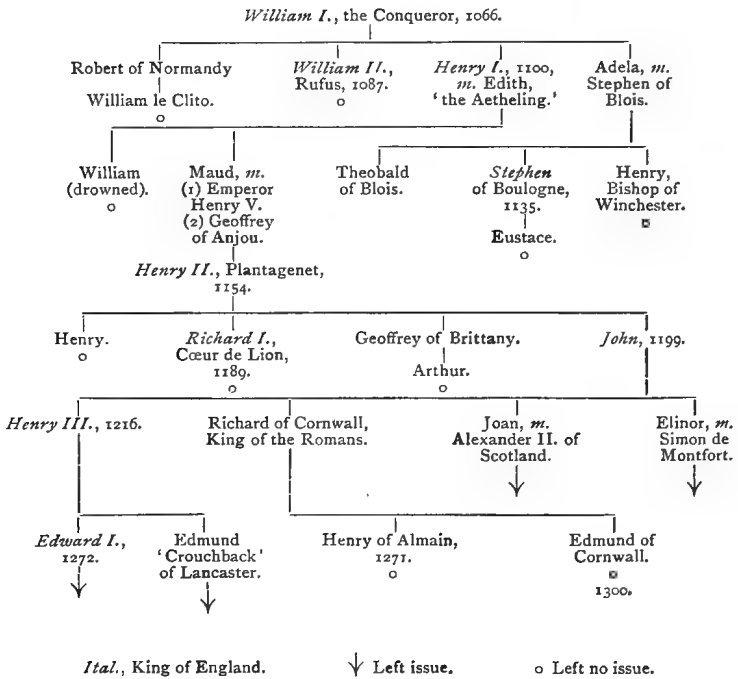 William I., the Conqueror, 1066.
Robert of Normandy
William le Clito.
o
William II.,
Rufus, 1087.
o
Henry I., 1100,
m. Edith,
‘the Aetheling.’
Adela, m.
Stephen of
Blois.
William
(drowned).
o
Maud, m.
(1) Emperor
Henry V.
(2) Geoffrey
of Anjou.
Theobald
of Blois.
Stephen
of Boulogne,
1135.
Eustace.
o
Henry,
Bishop of
Winchester.
Henry II., Plantagenet,
1154.
Henry.
o
Richard I.,
Cœur de Lion,
1189.
o
Geoffrey of Brittany.
Arthur.
o
John, 1199.
Henry III., 1216.
Richard of Cornwall,
King of the Romans.
Joan, m.
Alexander II. of
Scotland.
Elinor, m.
Simon de
Montfort.
Edward I.,
1272.
Edmund
‘Crouchback’
of Lancaster.
Henry of Almain,
1271.
o
Edmund of
Cornwall.
1300.
Ital., King of England.
Left issue.
o Left no issue.